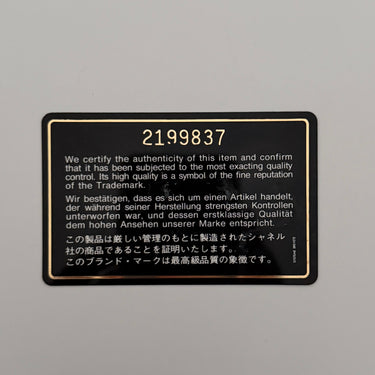 2199837
We certify the authenticity of this item and confirm
that it has been subjected to the most exacting quality
control. Its high quality is a symbol of the fine reputation
of the Trademark.
Wir bestätigen, dass es sich um einen Artikel handelt,
der während seiner Herstellung strengsten Kontrollen
unterworfen war, und dessen erstklassige Qualität
dem hohen Ansehen unserer Marke entspricht.
この製品は厳しい管理のもとに製造されたシャネル
社の商品であることを証明いたします。
このブランド・マークは最高級品質の象徴です。